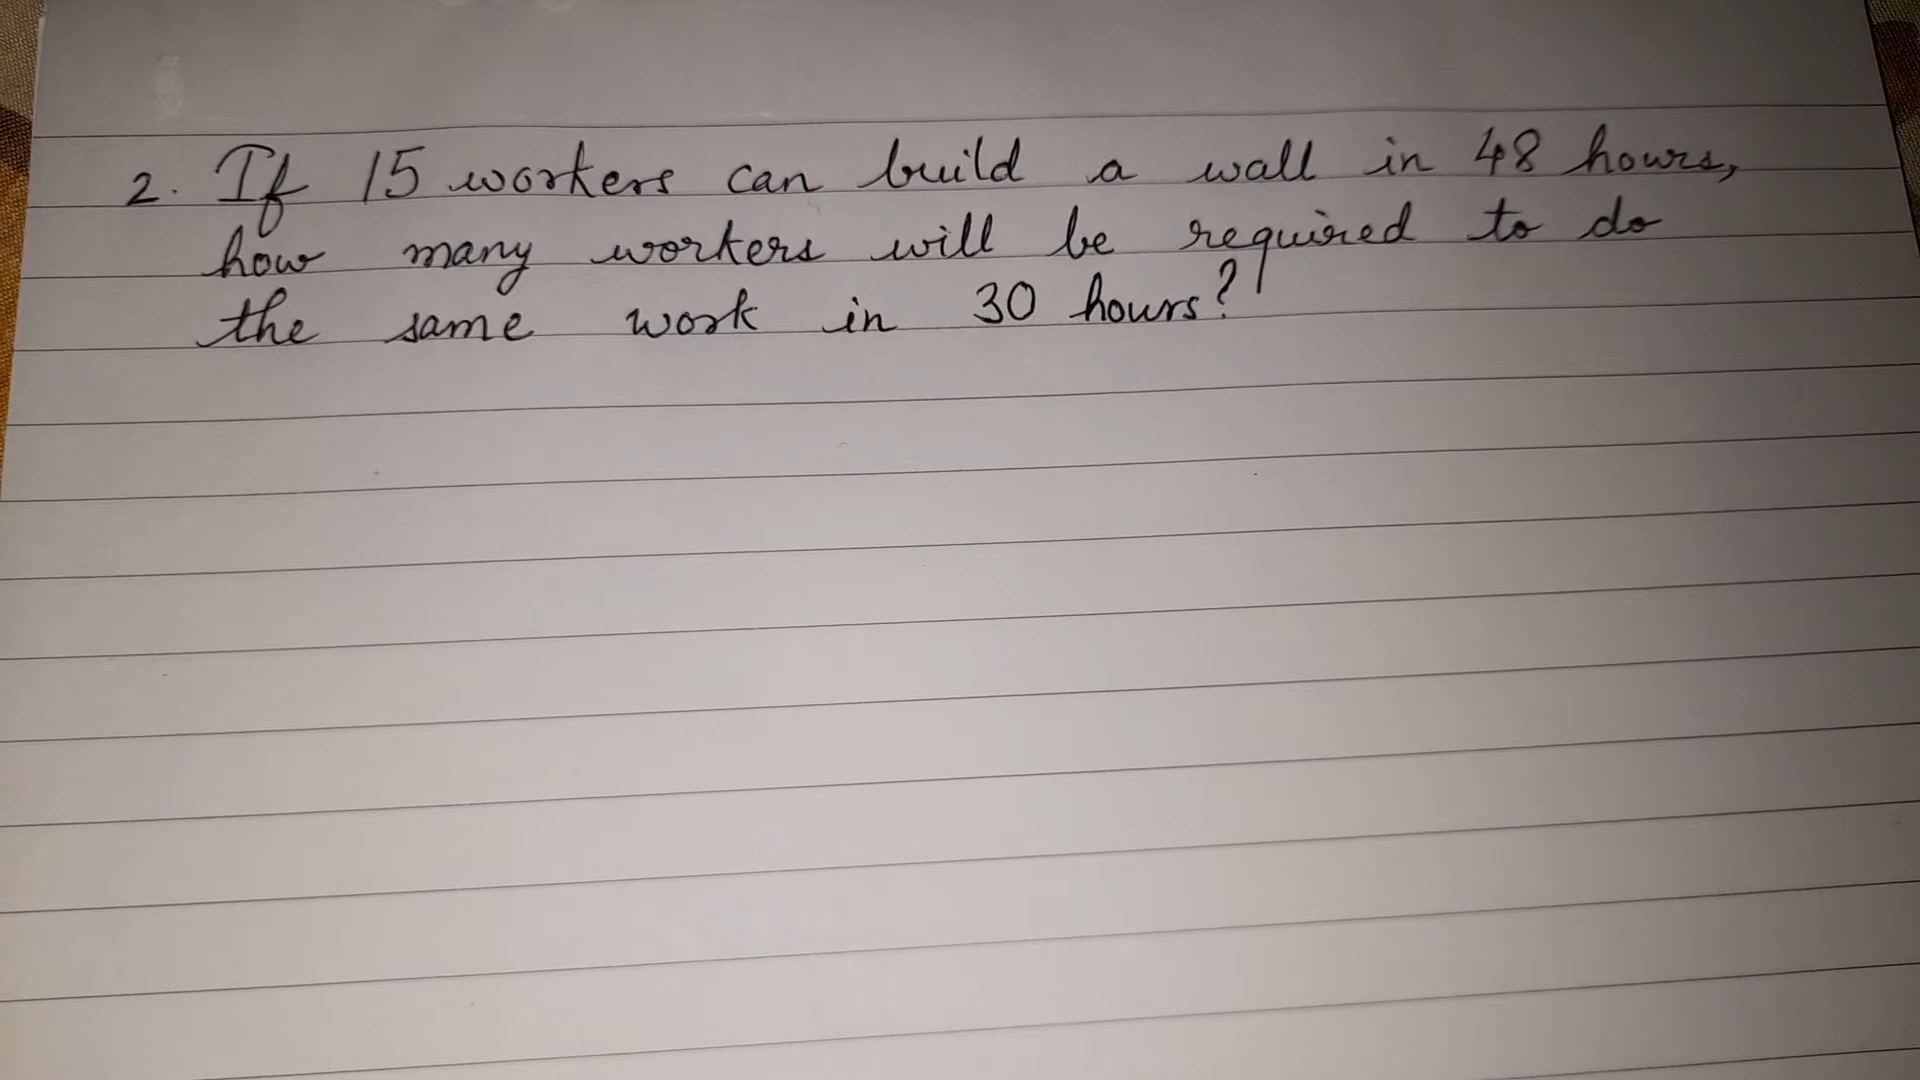 2. If 15 workers can build a wall in 48 hours,
how many workers will be required to do
the same work in 30 hours?